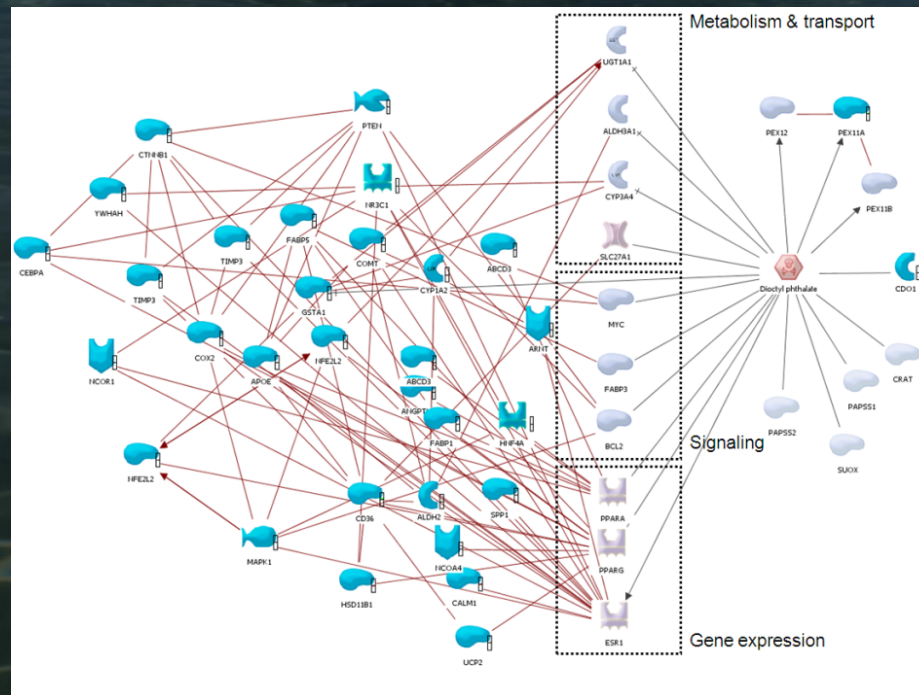 Metabolism & transport
UGT1A1
PTEN
ALDH3A1
PEX12
PEX11A
CTNNB1
YWHAH
NR3C1
CYP3A4
PEX11B
FABP5
TIMP3
COMT
ABCD3
CEBPA
SLC27A1
Dioctyl phthalate
CDO1
TIMP3
GSTA1
CYP1A2
MYC
NCOR1
COX2
APOE
NFE2L2
ARNT
ABCD3
FABP3
CRAT
ANGPT
PAPSS1
FABP1
HNF4A
BCL2
PAPSS2
Signaling
SUOX
NFE2L2
CD36
ALDH2
SPP1
PPARA
MAPK1
NCOA4
PPARG
HSD11B1
CALM1
ESR1
UCP2
Gene expression